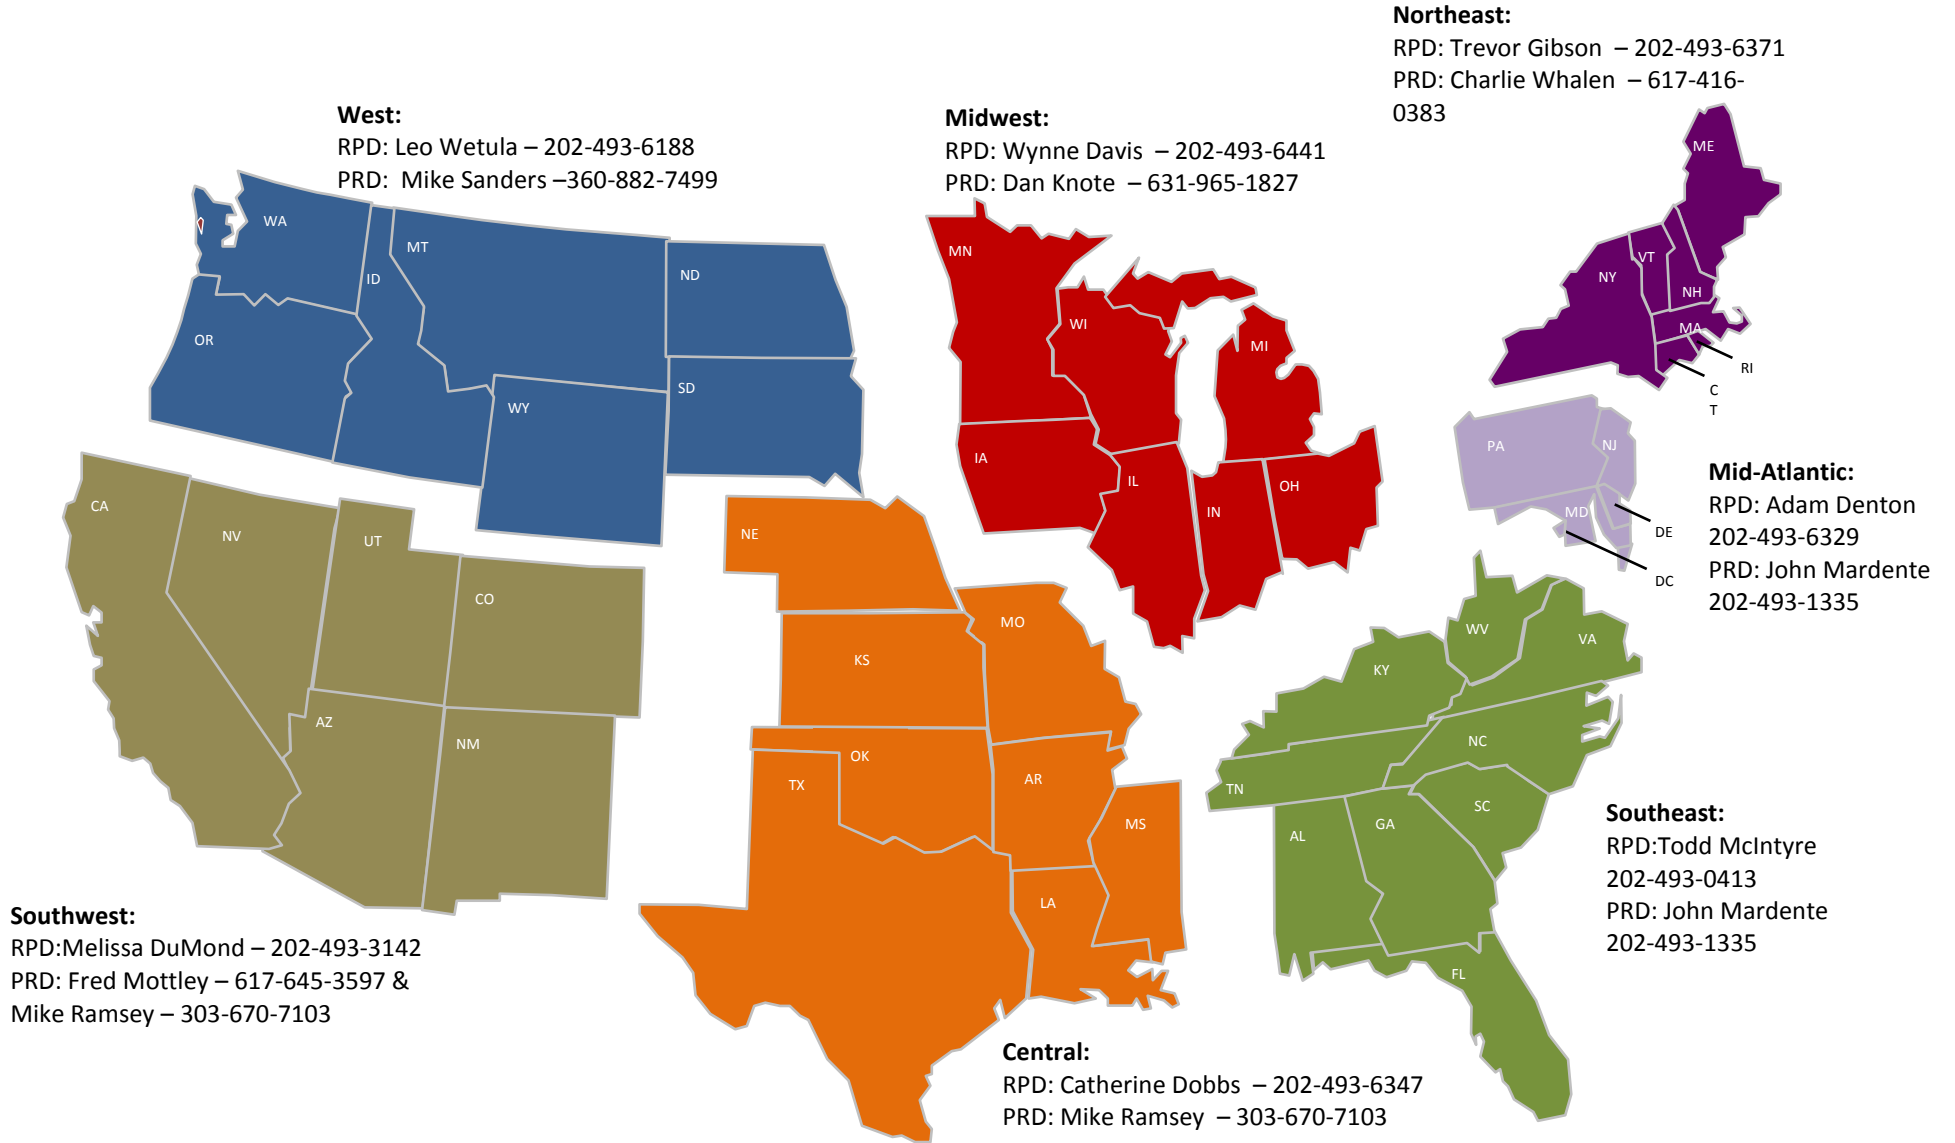 Northeast:
RPD: Trevor Gibson – 202-493-6371
PRD: Charlie Whalen – 617-416-
0383
West:
RPD: Leo Wetula – 202-493-6188
PRD: Mike Sanders –360-882-7499
Midwest:
RPD: Wynne Davis – 202-493-6441
PRD: Dan Knote – 631-965-1827
WA
MT
ID
ND
OR
SD
WY
MN
WI
MI
IA
IL
IN
OH
ME
VT
NY
NH
MA
RI
C
T
PA
NJ
MD
DE
DC
Mid-Atlantic:
RPD: Adam Denton
202-493-6329
PRD: John Mardente
202-493-1335
CA
NV
UT
CO
AZ
NM
NE
MO
KS
OK
TX
AR
MS
LA
WV
VA
KY
NC
TN
SC
AL
GA
FL
Southeast:
RPD:Todd McIntyre
202-493-0413
PRD: John Mardente
202-493-1335
Southwest:
RPD:Melissa DuMond – 202-493-3142
PRD: Fred Mottley – 617-645-3597 &
Mike Ramsey – 303-670-7103
Central:
RPD: Catherine Dobbs – 202-493-6347
PRD: Mike Ramsey – 303-670-7103